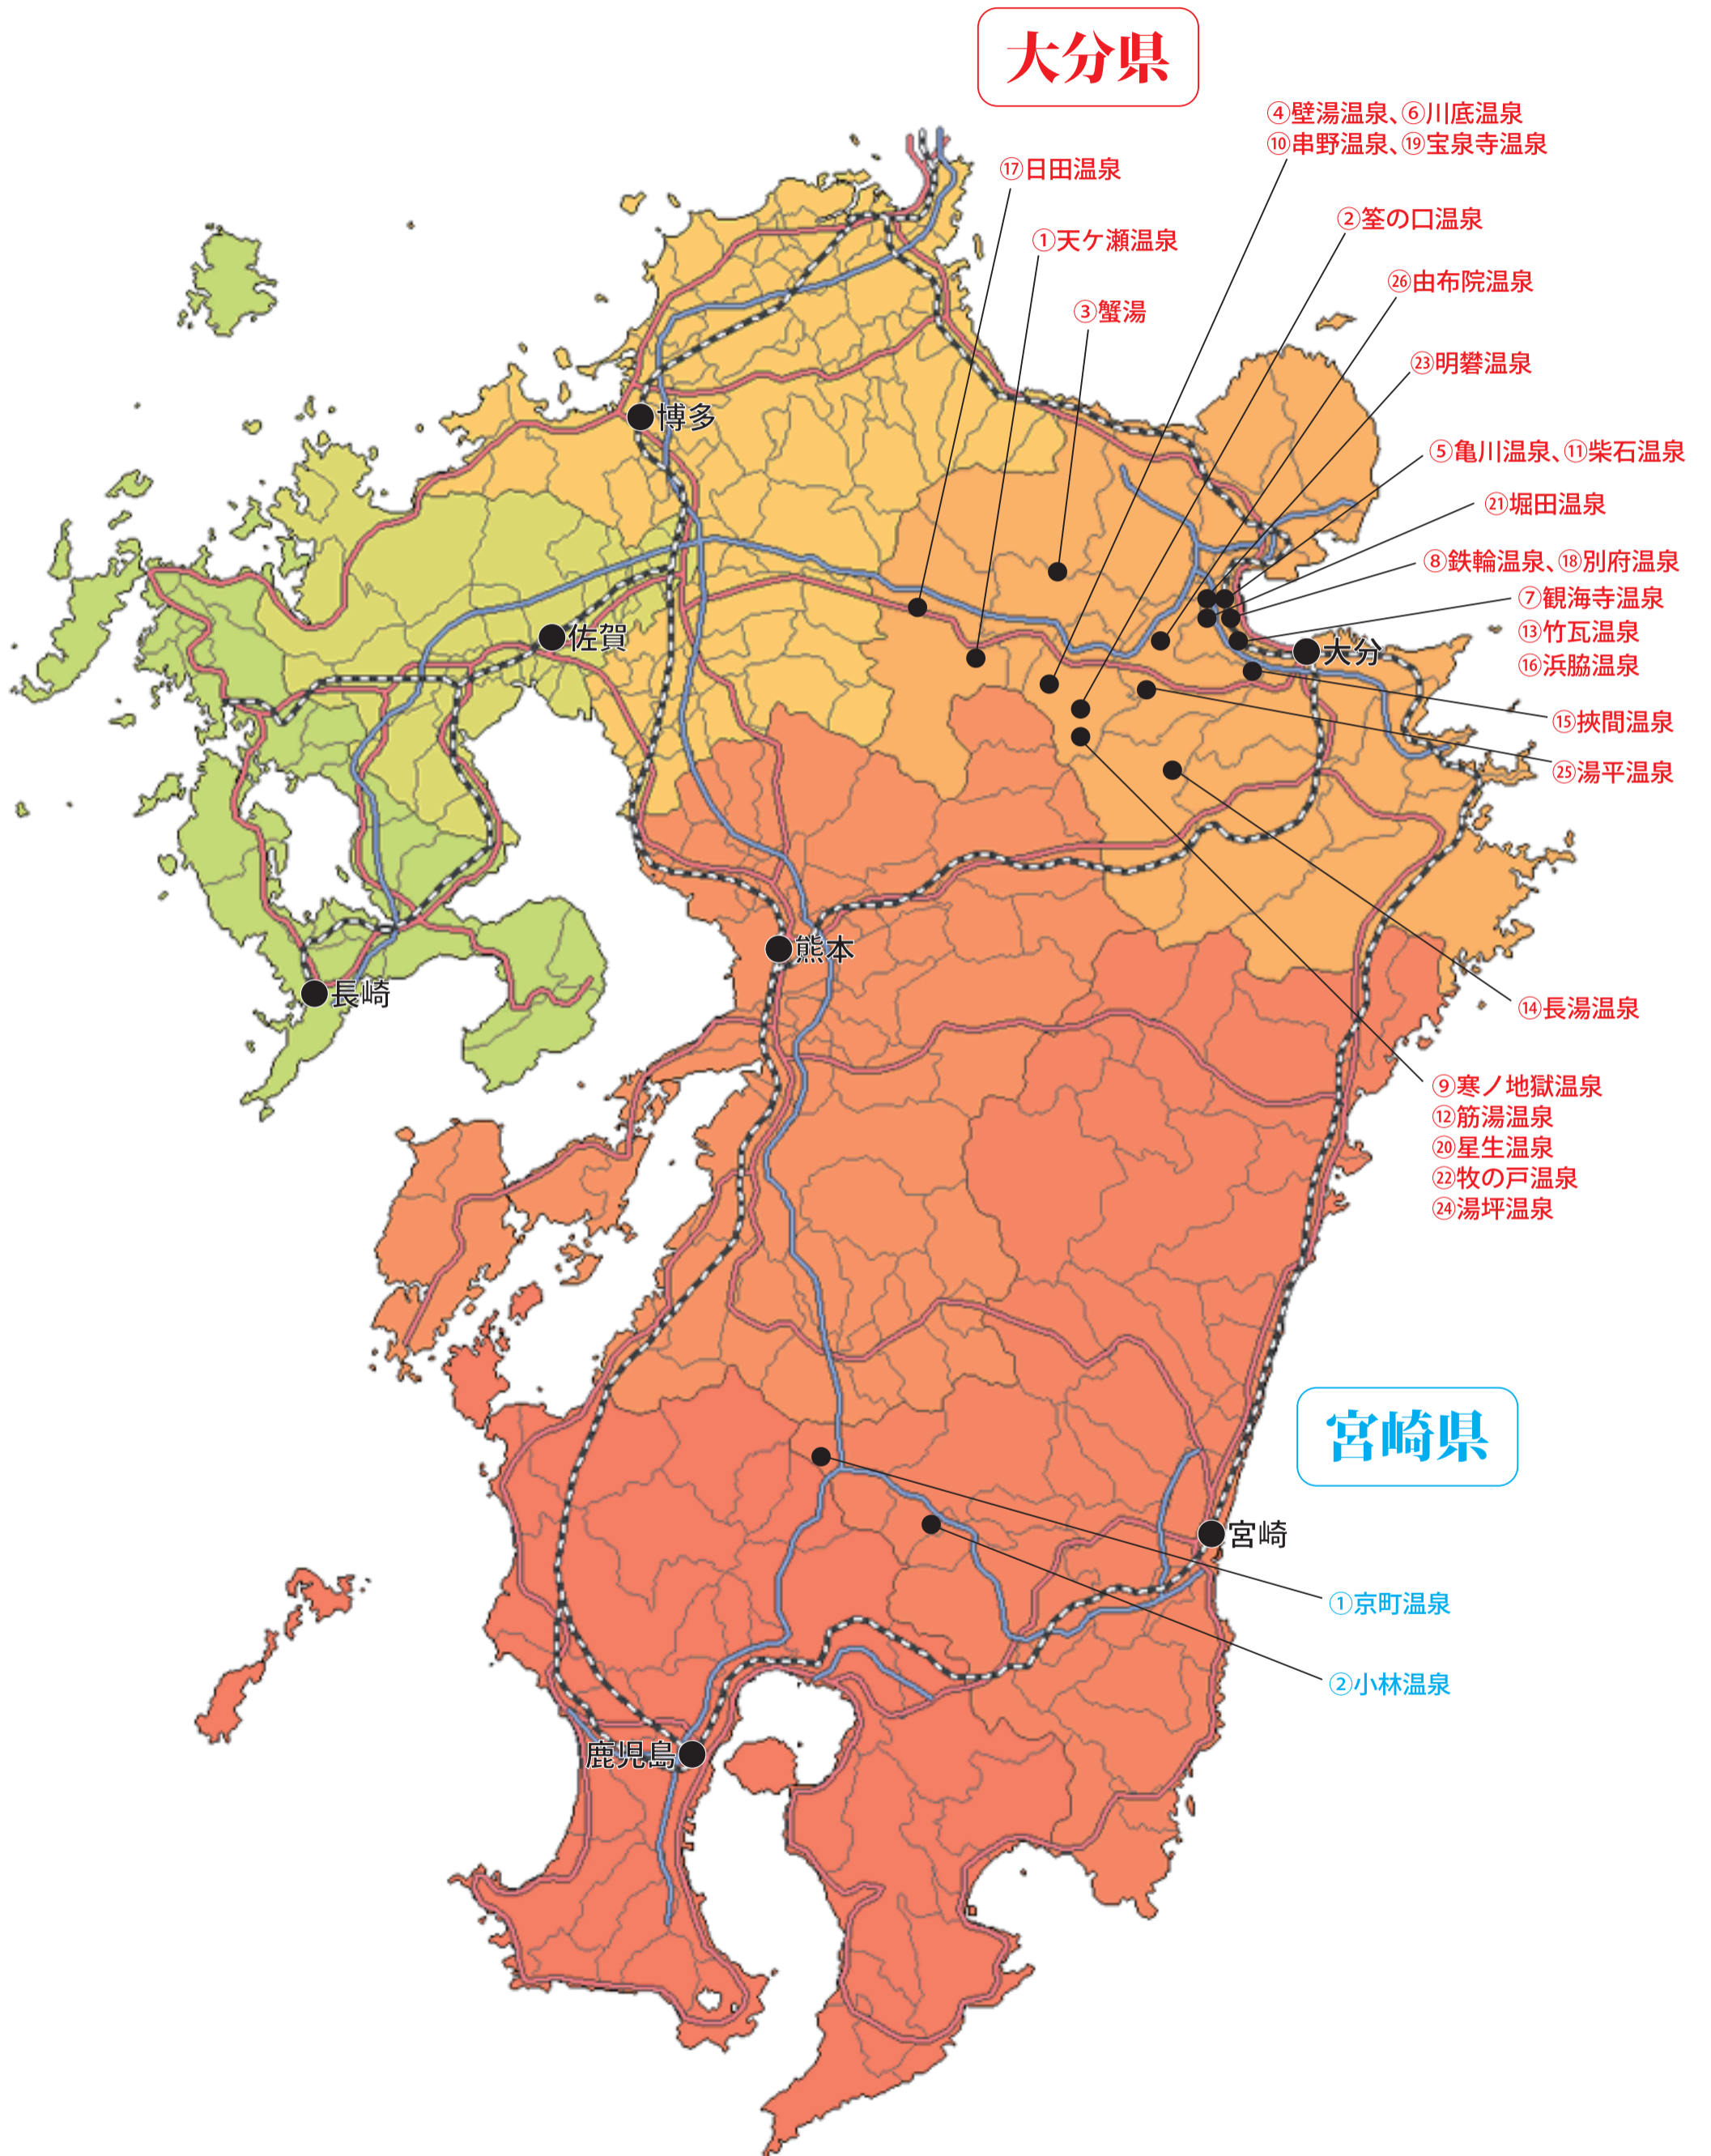 大分県
④壁湯温泉、⑥川底温泉
⑩串野温泉、⑲宝泉寺温泉
⑰日田温泉
②筌の口温泉
①天ケ瀬温泉
㉖由布院温泉
③蟹湯
㉓明礬温泉
博多
⑤亀川温泉、⑪柴石温泉
㉑堀田温泉
⑧鉄輪温泉、⑱別府温泉
⑦観海寺温泉
⑬竹瓦温泉
⑯浜脇温泉
佐賀
大分
⑮挾間温泉
㉕湯平温泉
熊本
長崎
⑭長湯温泉
⑨寒ノ地獄温泉
⑫筋湯温泉
⑳星生温泉
㉒牧の戸温泉
㉔湯坪温泉
宮崎県
宮崎
①京町温泉
②小林温泉
鹿児島